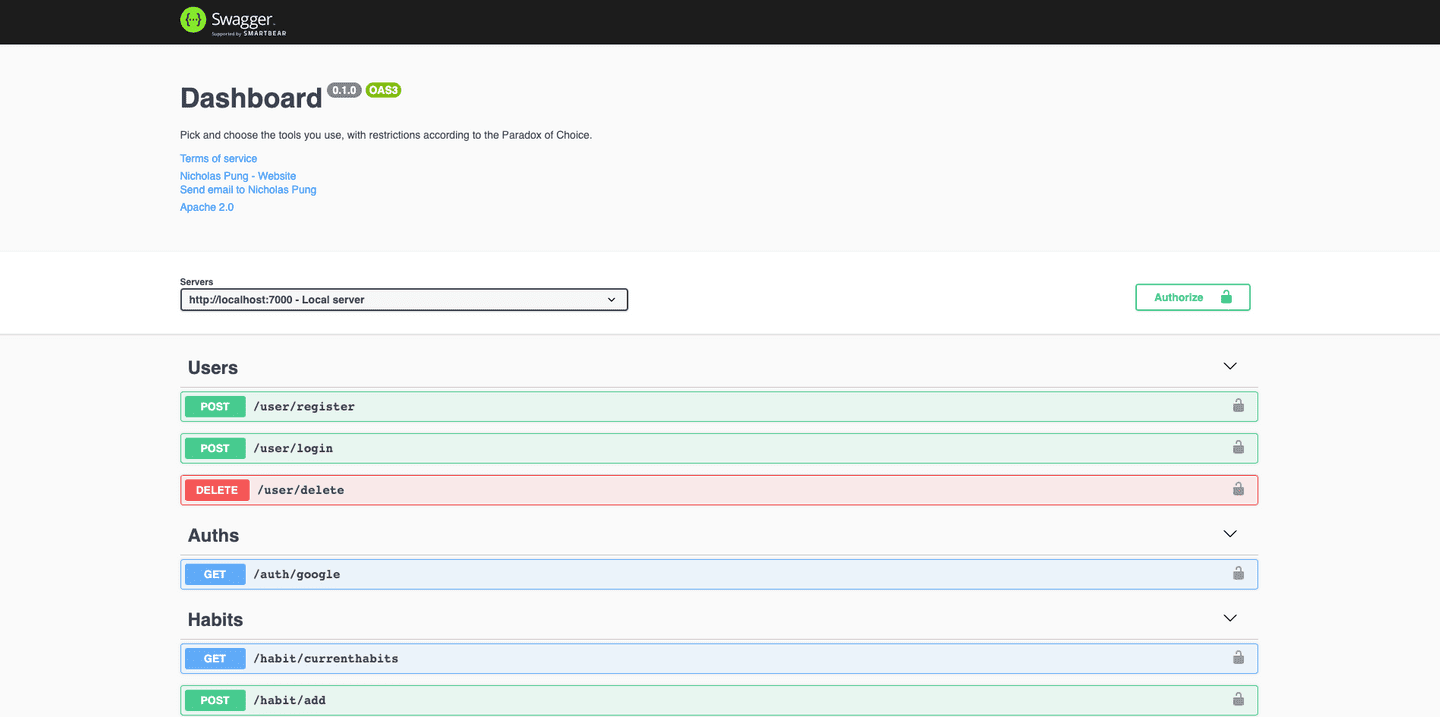 Swagger.
Supported by SMARTBEAR
Dashboard 0.1.0 OAS3
Pick and choose the tools you use, with restrictions according to the Paradox of Choice.
Terms of service
Nicholas Pung - Website
Send email to Nicholas Pung
Apache 2.0
Servers
http://localhost:7000 - Local server
Authorize
Users
POST /user/register
POST /user/login
DELETE /user/delete
Auths
GET /auth/google
Habits
GET /habit/currenthabits
POST /habit/add